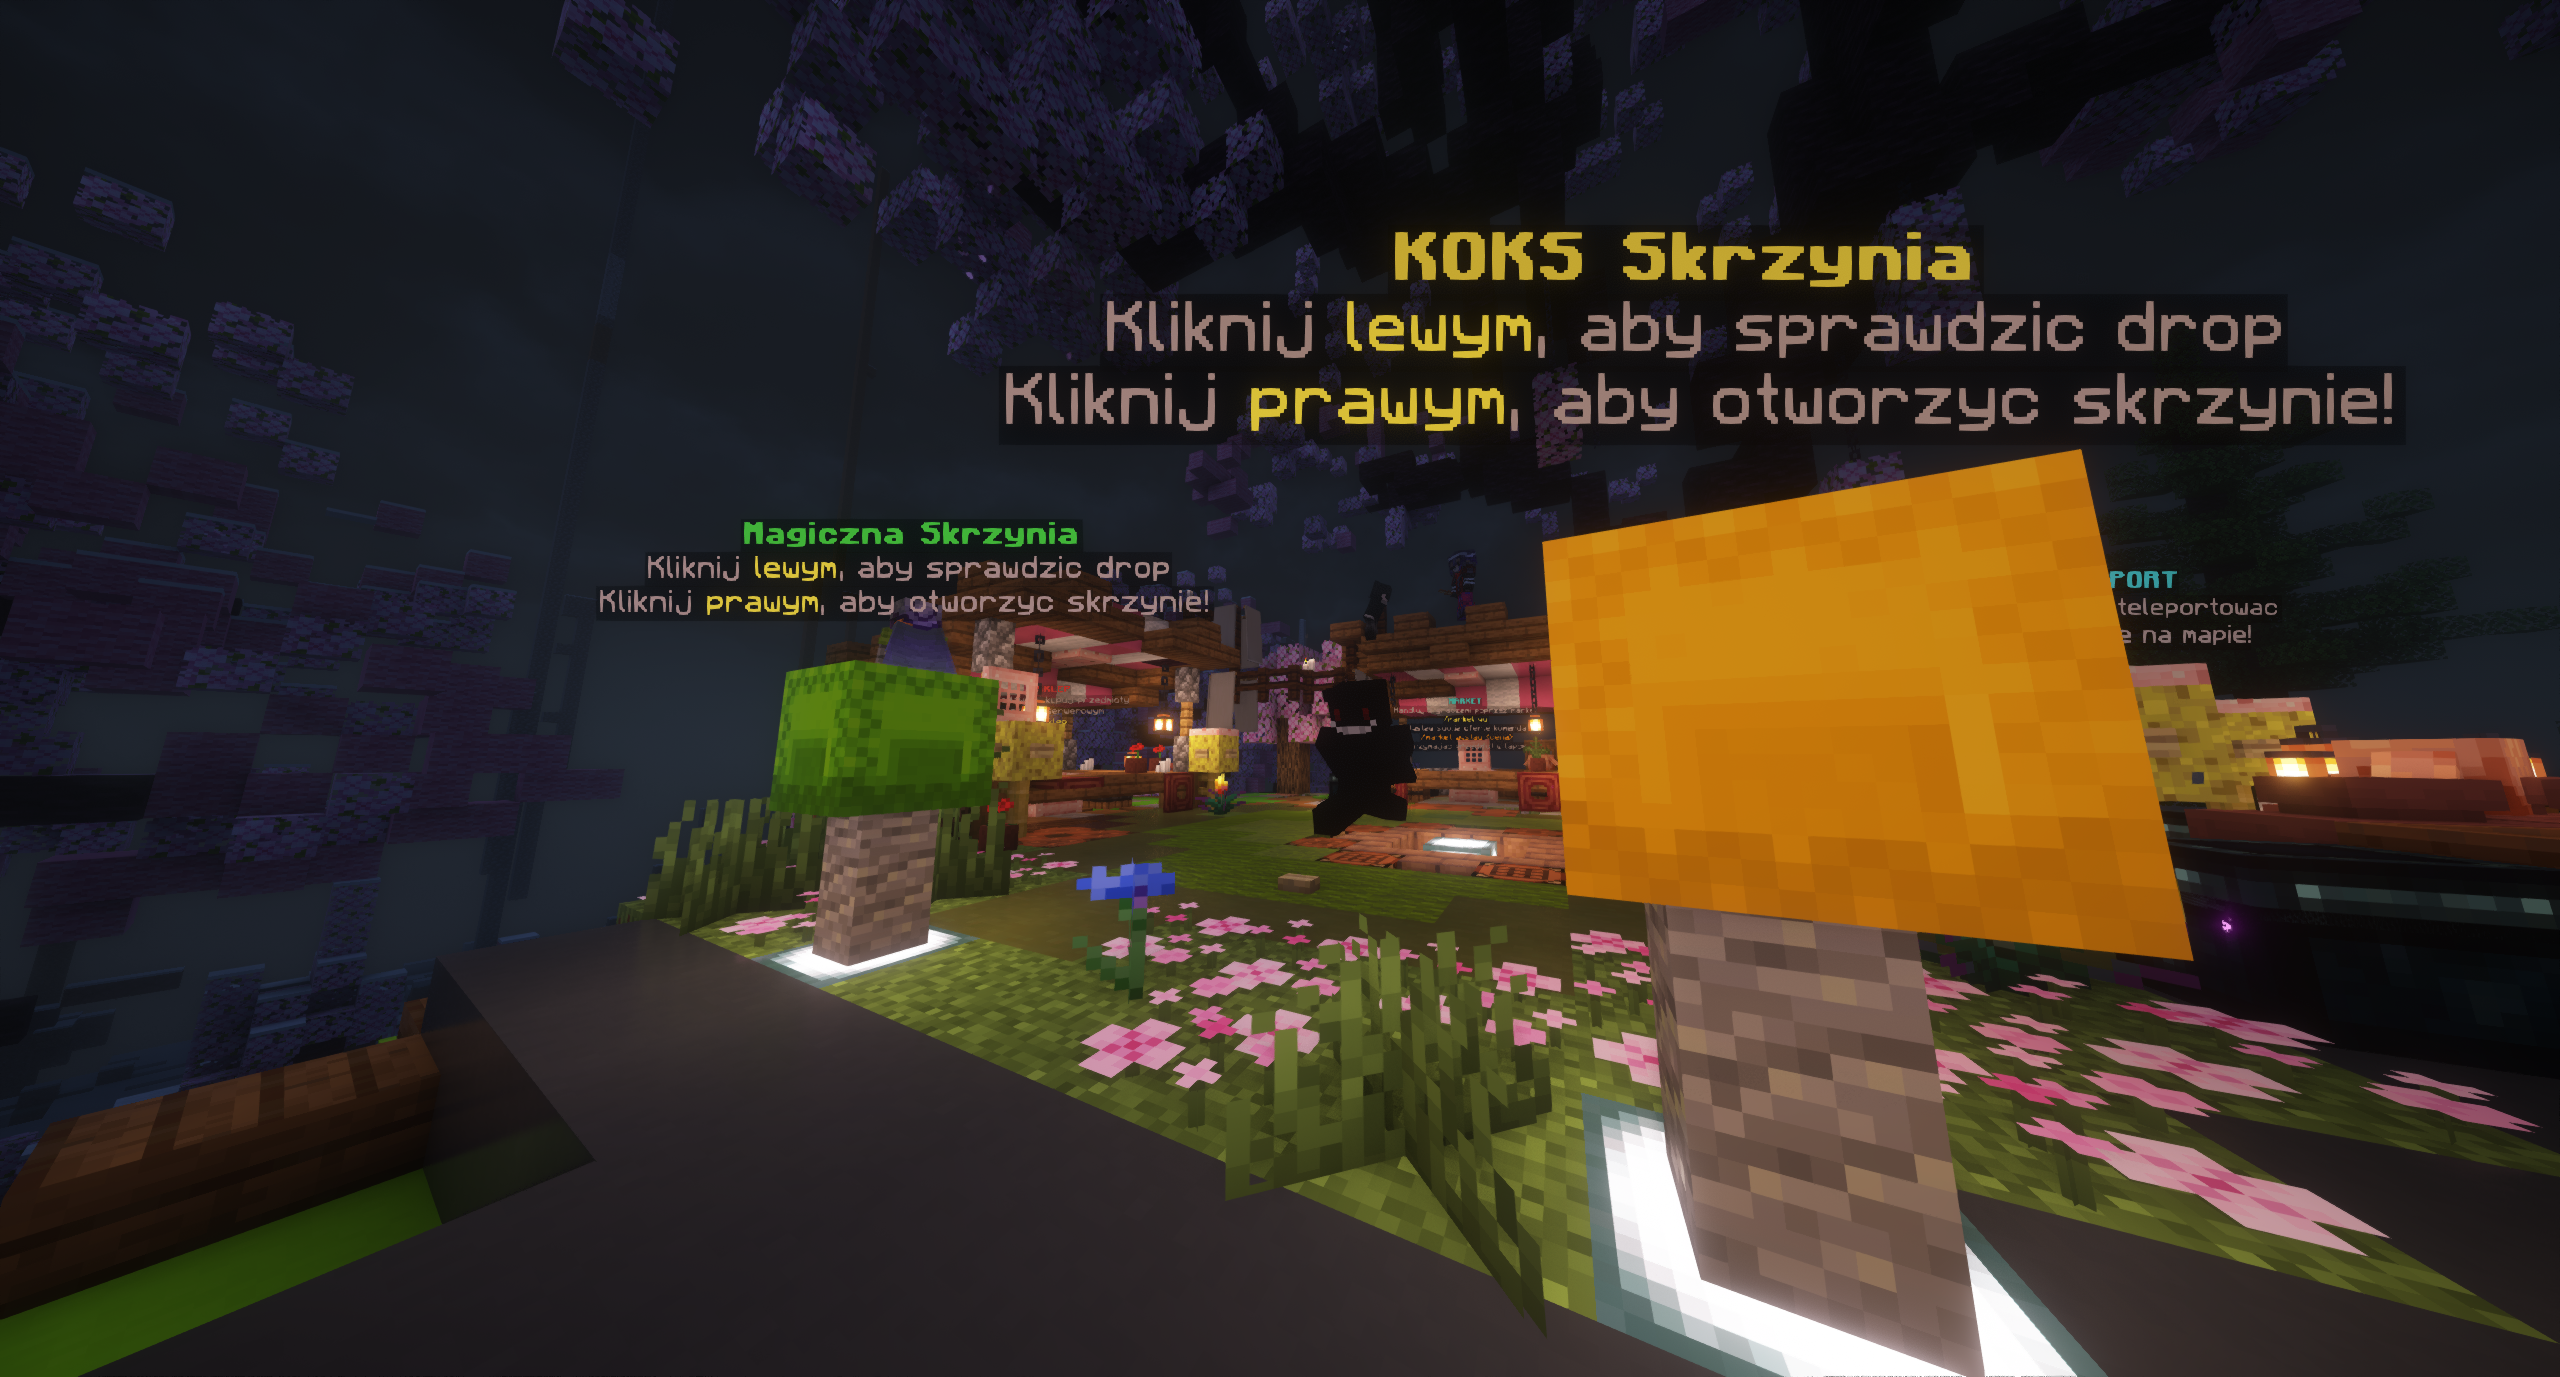 KOKS Skrzynia
Kliknij lewym, aby sprawdzic drop
Kliknij prawym, aby otworzyc skrzynie!
Magiczna Skrzynia
Kliknij lewym, aby sprawdzic drop
Kliknij prawym, aby otworzyc skrzynie!
PORT
teleportowac
e na mapie!
MARKET